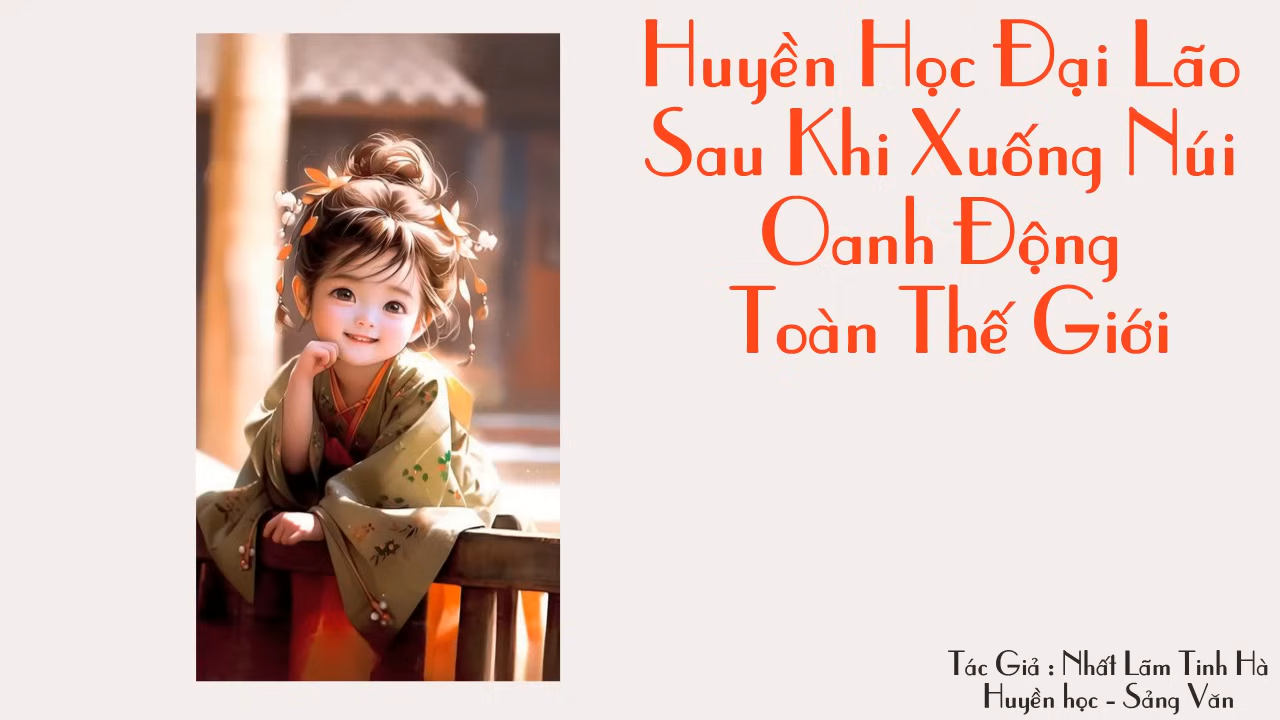 Huyền Học Đại Lão
Sau Khi Xuống Núi
Oanh Động
Toàn Thế Giới
Tác Giả : Nhất Lãm Tinh Hà
Huyền học - Sảng Văn